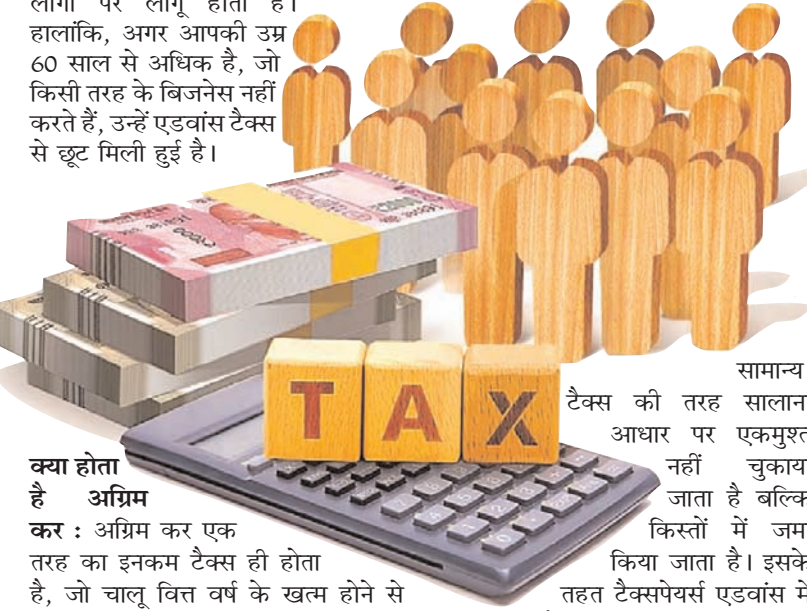 हालांकि, अगर आपकी उम्र
60 साल से अधिक है, जो
किसी तरह के बिजनेस नहीं
करते हैं, उन्हें एडवांस टैक्स
से छूट मिली हुई है।
TAX
क्या होता
है अग्रिम
कर : अग्रिम कर एक
तरह का इनकम टैक्स ही होता
है, जो चालू वित्त वर्ष के खत्म होने से
सामान्य
टैक्स की तरह सालान
आधार पर एकमुश्त
नहीं चुकाय
जाता है बल्कि
किस्तों में जम
किया जाता है। इसके
तहत टैक्सपेयर्स एडवांस में